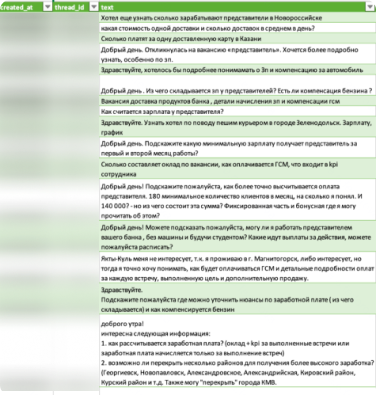 created_at thread_id text
Хотел еще узнать сколько зарабатывают представители в Новороссийске
какая стоимость одной доставки и сколько доставок в среднем в день?
Сколько платят за одну доставленную карту в Казани
Добрый день. Откликнулась на вакансию «представитель». Хочется более подробно
узнать, особенно по зп.
Здравствуйте, хотелось бы подробнее понимамать о Зп и компенсацию за автомобиль
Добрый день . Из чего складывается зп у представителей? Есть ли компенсация бензина ?
Вакансия доставка продуктов банка , детали начисления зп и компенсации гсм
Как считается зарплата у представителя?
Здравствуйте. Узнать хотел по поводу пешим курьером в городе Зеленодольск. Зарплату,
график
Добрый день. Подскажите какую минимальную зарплату получает представитель за
первый и второй месяц работы?
Сколько составляет оклад по вакансии, как оплачивается ГСМ, что входит в kpi
сотрудника
Добрый день! Подскажите пожалуйста, как более точно высчитывается оплата
представителя. 180 минимальное количество клиентов в месяц, на сколько я понял. И
140 000? - но из чего состоит эта сумма? Фиксированная часть и бонусная где я могу
прочитать об этом?
Добрый день! Можете подсказать пожалуйста, могу ли я работать представителем
вашего банка , без машины и будучи студентом? Какие идут выплаты за действия, можете
пожалуйста расписать?
Якты-Куль меня не интересует, т.к. я проживаю в г. Магнитогорск, либо интересует, но
тогда я точно хочу понимать, как будет оплачиваться ГСМ и детальные подробности оплат
за каждую встречу, выполненную цель и дополнительную продажу.
Здравствуйте.
Подскажите пожалуйста где можно уточнить нюансы по заработной плате ( из чего
складывается) и как компенсируется бензин
доброго утра!
интересна следующая информация:
1. как рассчитывается заработная плата? (оклад + kpi за выполненные встречи или
заработная плата начисляется только за выполнение встреч)
2. возможно ли перекрыть несколько районов для получения более высокого заработка?
(Георгиевск, Новопавловск, Александровское, Александрийская, Кировский район,
Курский район и т.д. Также могу "перекрыть" города КМВ.